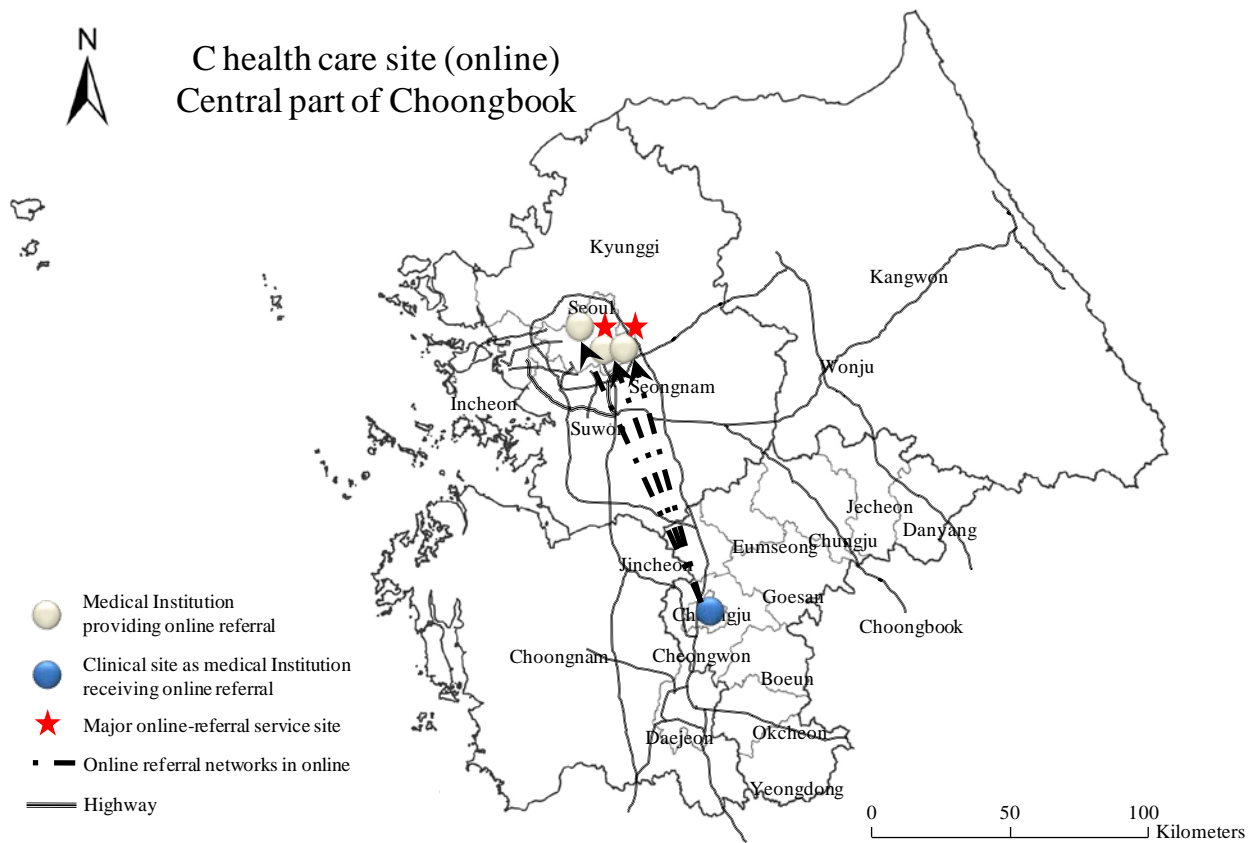 N
C health care site (online)
Central part of Choongbook
Kyunggi
Kangwon
Seoul
Wonju
Seongnam
Incheon
Suwon
Jecheon
Danyang
Chungju
Eumseong
Jincheon
Goesan
Choongbook
Choongnam
Cheongwon
Boeun
Daejeon
Okcheon
Yeongdong
Medical Institution
providing online referral
Clinical site as medical Institution
receiving online referral
Major online-referral service site
Online referral networks in online
Highway
0 50 100
Kilometers